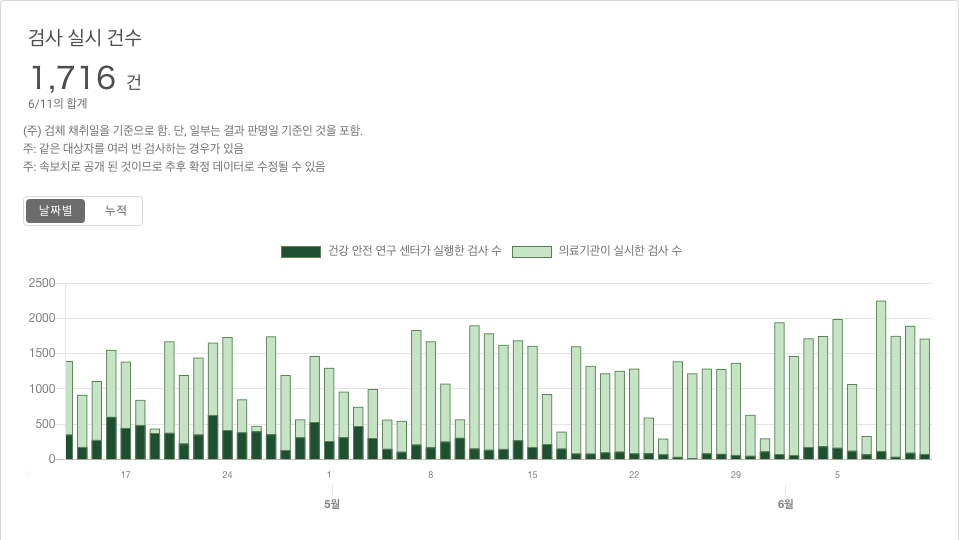 검사 실시 건수
1,716 건
6/11의 합계
(주) 검체 채취일을 기준으로 함. 단, 일부는 결과 판명일 기준인 것을 포함.
주: 같은 대상자를 여러 번 검사하는 경우가 있음
주: 속보치로 공개 된 것이므로 추후 확정 데이터로 수정될 수 있음
날짜별 누적
건강 안전 연구 센터가 실행한 검사 수 의료기관이 실시한 검사 수
2500
2000
1500
1000
500
0
17 24 1 8 15 22 29 5
5월 6월